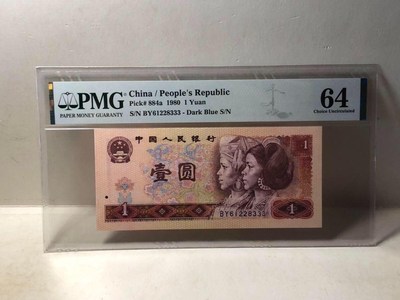 PMG
PAPER MONEY GUARANTY
China / People's Republic
Pick# 884a 1980 1 Yuan
S/N BY61228333 - Dark Blue S/N
64
Choice Uncirculated
中国人民银行
1
壹圆
BY61228333
1
1